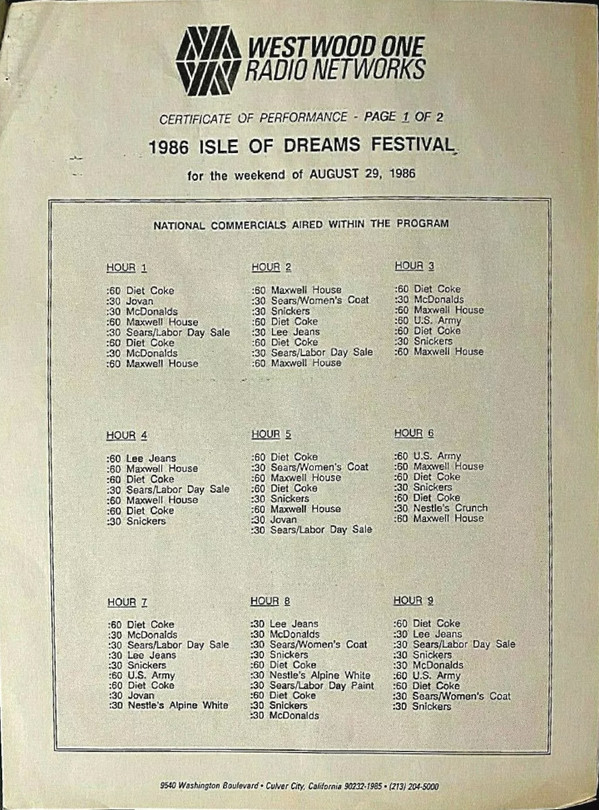 WESTWOOD ONE
RADIO NETWORKS
CERTIFICATE OF PERFORMANCE - PAGE 1 OF 2
1986 ISLE OF DREAMS FESTIVAL
for the weekend of AUGUST 29, 1986
NATIONAL COMMERCIALS AIRED WITHIN THE PROGRAM
HOUR 1
:60 Diet Coke
:30 Jovan
:30 McDonalds
:60 Maxwell House
:30 Sears/Labor Day Sale
:60 Diet Coke
:30 McDonalds
:60 Maxwell House
HOUR 2
:60 Maxwell House
:30 Sears/Women's Coat
:30 Snickers
:60 Diet Coke
:30 Lee Jeans
:60 Diet Coke
:30 Sears/Labor Day Sale
:60 Maxwell House
HOUR 3
:60 Diet Coke
:30 McDonalds
:60 Maxwell House
:60 U.S. Army
:60 Diet Coke
:30 Snickers
:60 Maxwell House
HOUR 4
:60 Lee Jeans
:60 Maxwell House
:60 Diet Coke
:30 Sears/Labor Day Sale
:60 Maxwell House
:60 Diet Coke
:30 Snickers
HOUR 5
:60 Diet Coke
:30 Sears/Women's Coat
:60 Maxwell House
:60 Diet Coke
:30 Snickers
:60 Maxwell House
:30 Jovan
:30 Sears/Labor Day Sale
HOUR 6
:60 U.S. Army
:60 Maxwell House
:60 Diet Coke
:30 Snickers
:60 Diet Coke
:30 Nestle's Crunch
:60 Maxwell House
HOUR 7
:60 Diet Coke
:30 McDonalds
:30 Sears/Labor Day Sale
:30 Lee Jeans
:30 Snickers
:60 U.S. Army
:60 Diet Coke
:30 Jovan
:30 Nestle's Alpine White
HOUR 8
:30 Lee Jeans
:30 McDonalds
:30 Sears/Women's Coat
:30 Snickers
:60 Diet Coke
:30 Nestle's Alpine White
:30 Sears/Labor Day Paint
:60 Diet Coke
:30 Snickers
:30 McDonalds
HOUR 9
:60 Diet Coke
:30 Lee Jeans
:30 Sears/Labor Day Sale
:30 Snickers
:30 McDonalds
:60 U.S. Army
:60 Diet Coke
:30 Sears/Women's Coat
:30 Snickers
9540 Washington Boulevard • Culver City, California 90232-1985 • (213) 204-5000